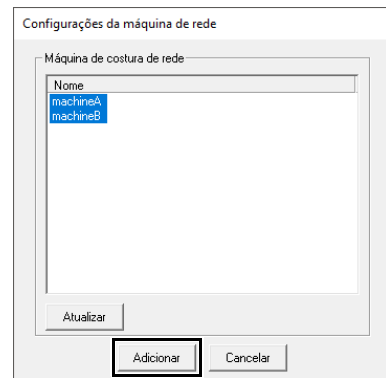 Configurações da máquina de rede
Máquina de costura de rede
Nome
machineA
machineB
Atualizar
Adicionar Cancelar